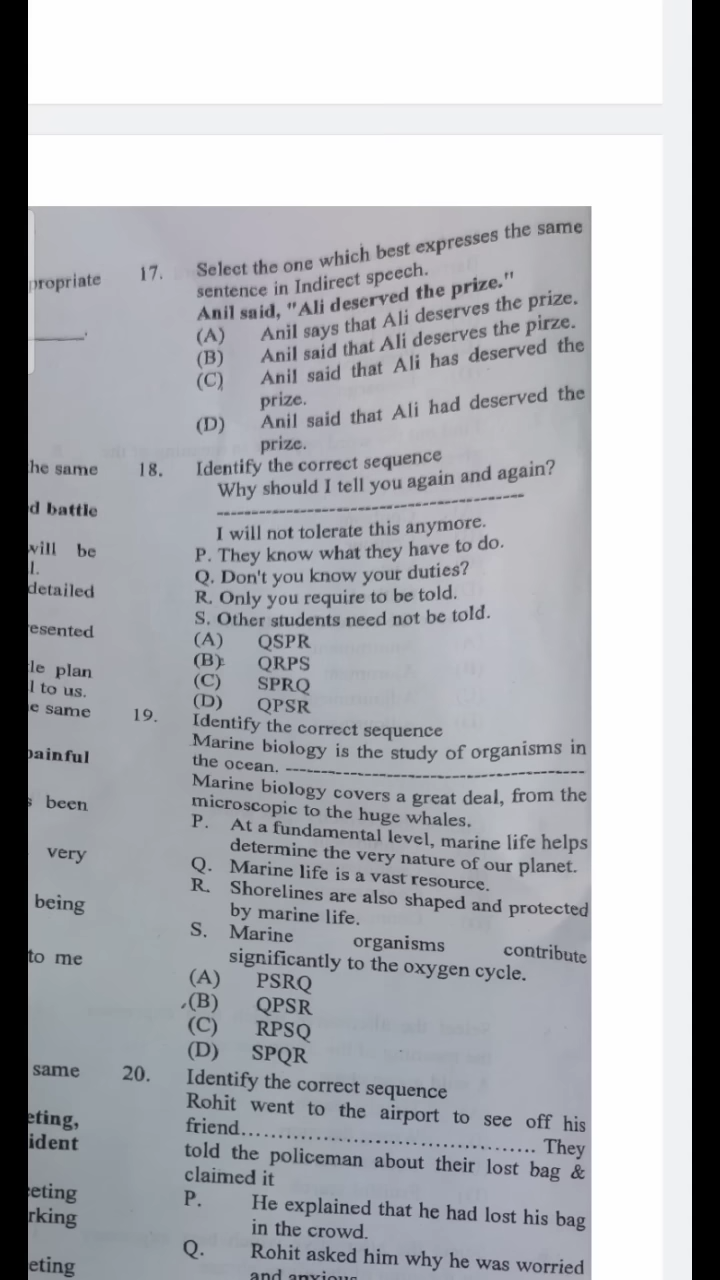 propriate
he same
d battle
will be
l.
detailed
esented
le plan
l to us.
e same
painful
s been
very
being
to me
same
eting,
ident
eeting
rking
eting
17. Select the one which best expresses the same
sentence in Indirect speech.
Anil said, "Ali deserved the prize."
(A) Anil says that Ali deserves the prize.
(B) Anil said that Ali deserves the pirze.
(C) Anil said that Ali has deserved the
prize.
(D) Anil said that Ali had deserved the
prize.
18. Identify the correct sequence
Why should I tell you again and again?
--------------------------------------------
I will not tolerate this anymore.
P. They know what they have to do.
Q. Don't you know your duties?
R. Only you require to be told.
S. Other students need not be told.
(A) QSPR
(B) QRPS
(C) SPRQ
(D) QPSR
19. Identify the correct sequence
Marine biology is the study of organisms in
the ocean. --------------------------------------------
Marine biology covers a great deal, from the
microscopic to the huge whales.
P. At a fundamental level, marine life helps
determine the very nature of our planet.
Q. Marine life is a vast resource.
R. Shorelines are also shaped and protected
by marine life.
S. Marine organisms contribute
significantly to the oxygen cycle.
(A) PSRQ
(B) QPSR
(C) RPSQ
(D) SPQR
20. Identify the correct sequence
Rohit went to the airport to see off his
friend........................................ They
told the policeman about their lost bag &
claimed it
P. He explained that he had lost his bag
in the crowd.
Q. Rohit asked him why he was worried
and anxious